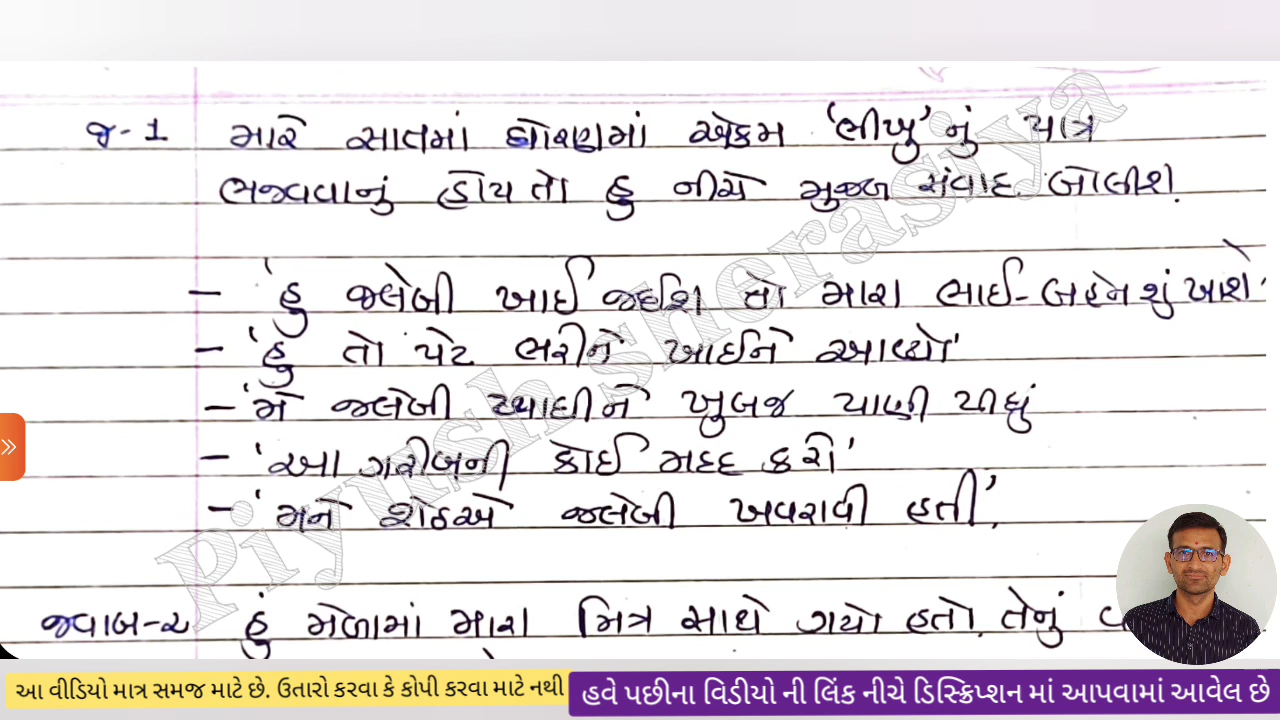 જ-1 મારે સાતમાં ધોરણમાં એકમ 'ભીખુ'નું પાત્ર
ભજવવાનું હોય તો હુ નીચે મુજબ સંવાદ બોલીશ.
- 'હુ જલેબી ખાઈ જઈશ તો મારા ભાઈ-બહેન શું ખાશે'
- 'હુ તો પેટ ભરીને ખાઈને આવ્યો'
- 'મે જલેબી ખાધીને ખુબજ પાણી પીધું
- 'આ ગરીબની કોઈ મદદ કરો'
- 'મને શેઠએ જલેબી ખવરાવી હતી'.
જવાબ-૨ હું મેળામાં મારા મિત્ર સાથે ગયો હતો. તેનું
Piyush sherasiya
આ વીડિયો માત્ર સમજ માટે છે. ઉતારો કરવા કે કોપી કરવા માટે નથી
હવે પછીના વિડીયો ની લિંક નીચે ડિસ્ક્રિપ્શન માં આપવામાં આવેલ છે